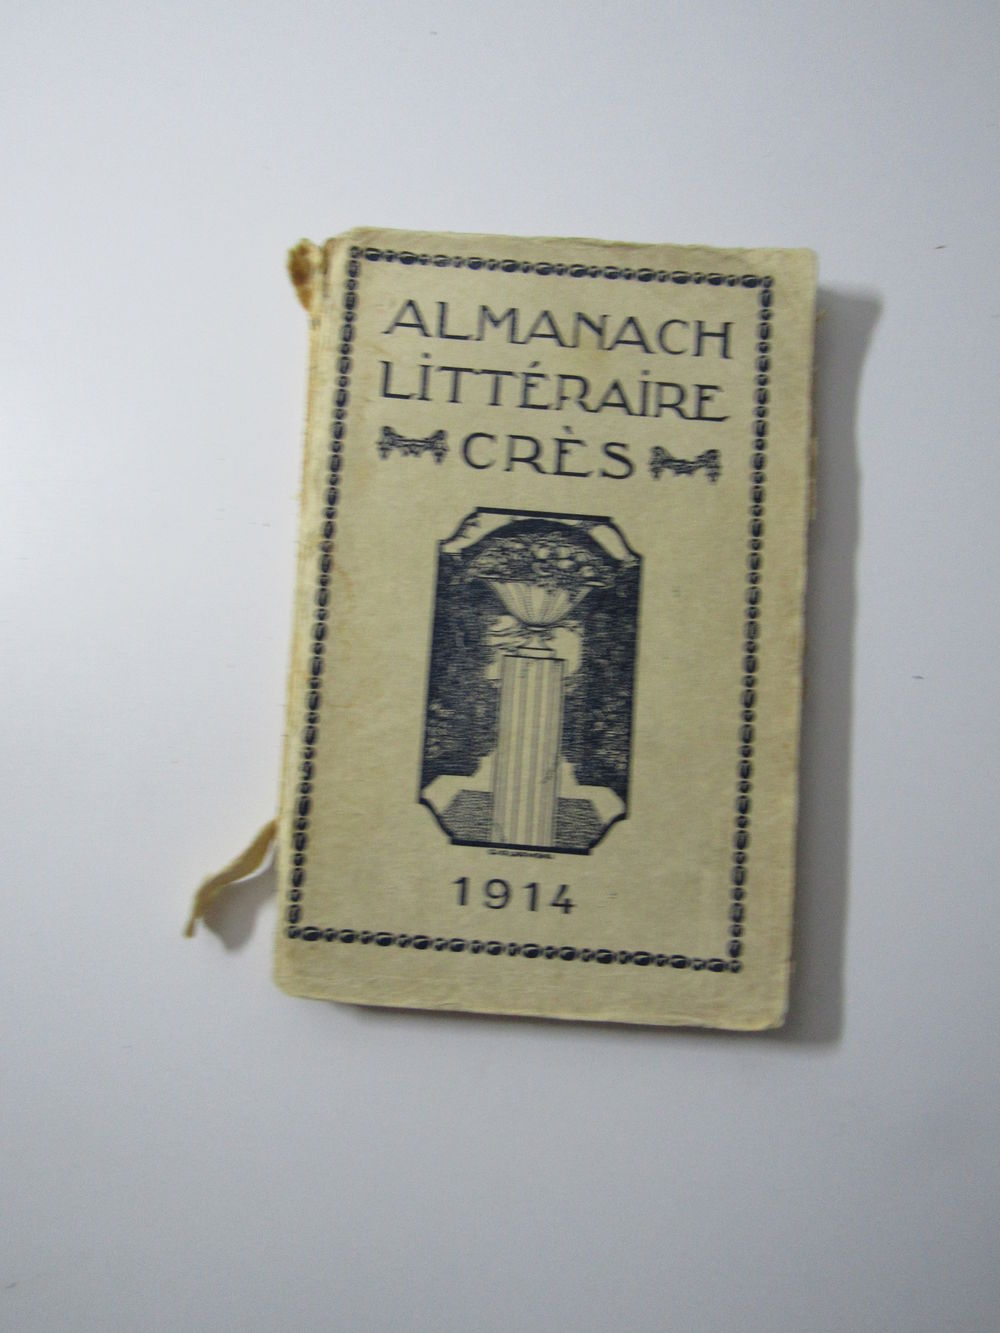 ALMANACH
LiTTÉRAiRE
CRÈS
1914